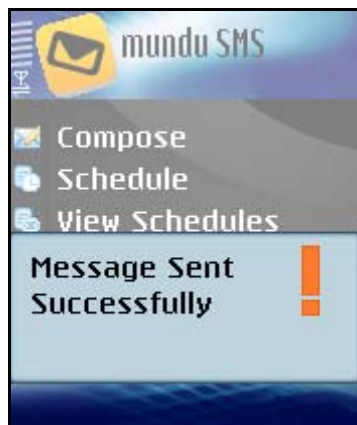 mundu SMS
Compose
Schedule
View Schedules
Message Sent
Successfully